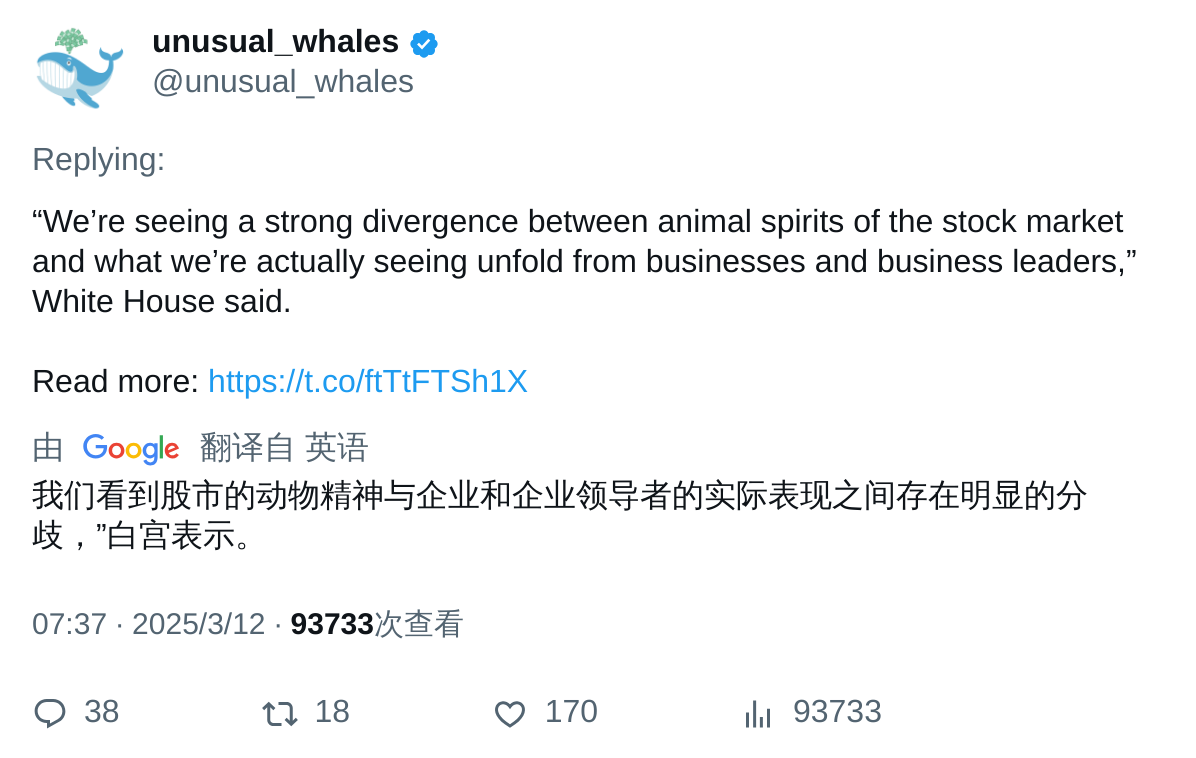 unusual_whales
@unusual_whales
Replying:
“We’re seeing a strong divergence between animal spirits of the stock market
and what we’re actually seeing unfold from businesses and business leaders,”
White House said.
Read more: https://t.co/ftTtFTSh1X
由 Google 翻译自 英语
我们看到股市的动物精神与企业和企业领导者的实际表现之间存在明显的分
歧，”白宫表示。
07:37 · 2025/3/12 · 93733次查看
38 18 170 93733